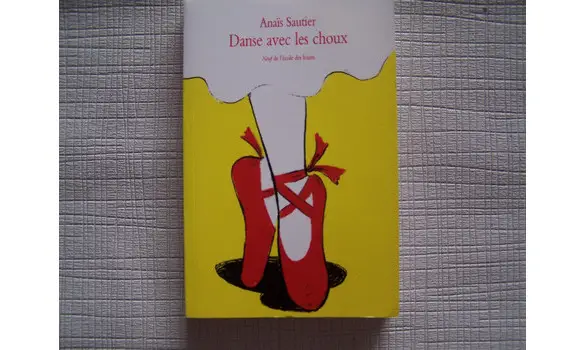 Anaïs Sautier
Danse avec les choux
Neuf de l'école des loisirs